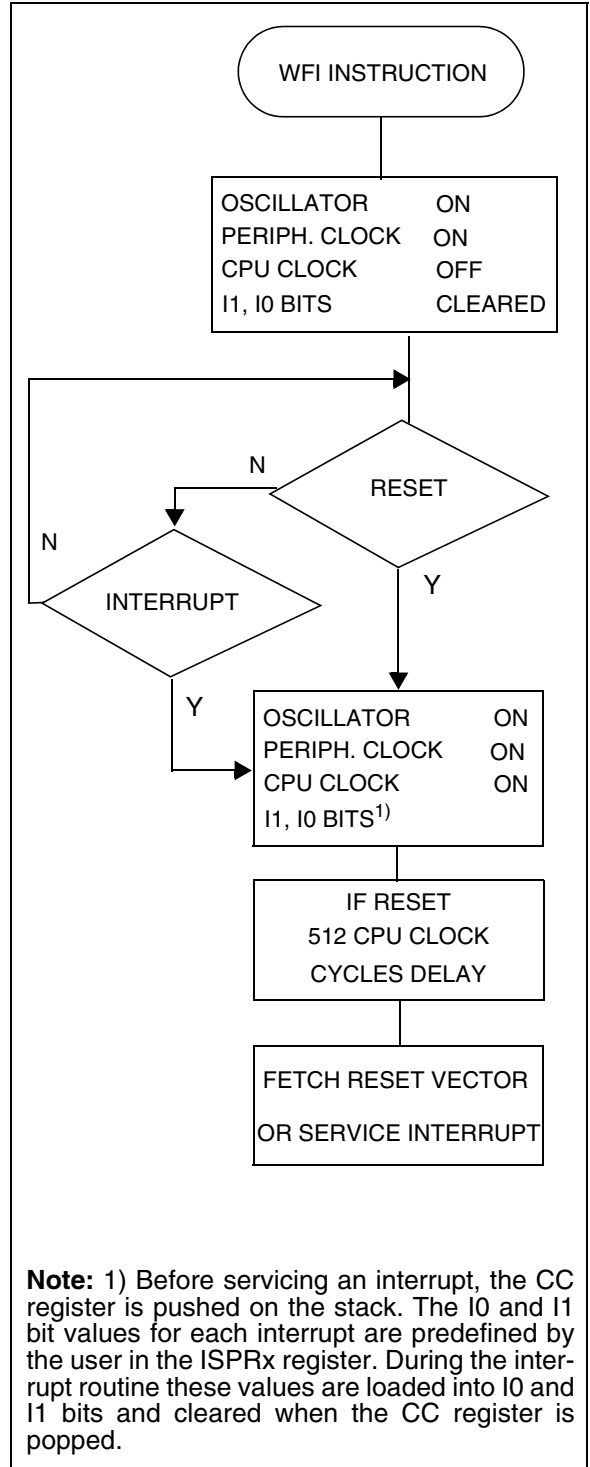 WFI INSTRUCTION
OSCILLATOR ON
PERIPH. CLOCK ON
CPU CLOCK OFF
I1, I0 BITS CLEARED
N
RESET
N
INTERRUPT
Y
Y
OSCILLATOR ON
PERIPH. CLOCK ON
CPU CLOCK ON
I1, I0 BITS1)
IF RESET
512 CPU CLOCK
CYCLES DELAY
FETCH RESET VECTOR
OR SERVICE INTERRUPT
Note: 1) Before servicing an interrupt, the CC
register is pushed on the stack. The I0 and I1
bit values for each interrupt are predefined by
the user in the ISPRx register. During the inter-
rupt routine these values are loaded into I0 and
I1 bits and cleared when the CC register is
popped.